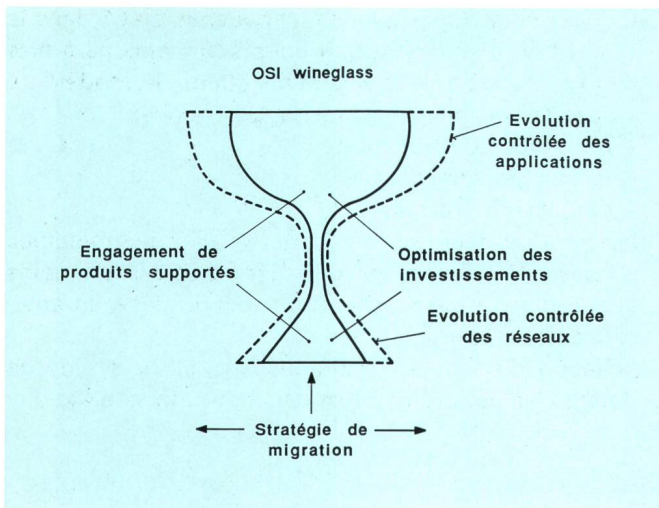 OSI wineglass
Evolution
contrôlée des
applications
Engagement de
produits supportés
Optimisation des
investissements
Evolution contrôlée
des réseaux
Stratégie de
migration